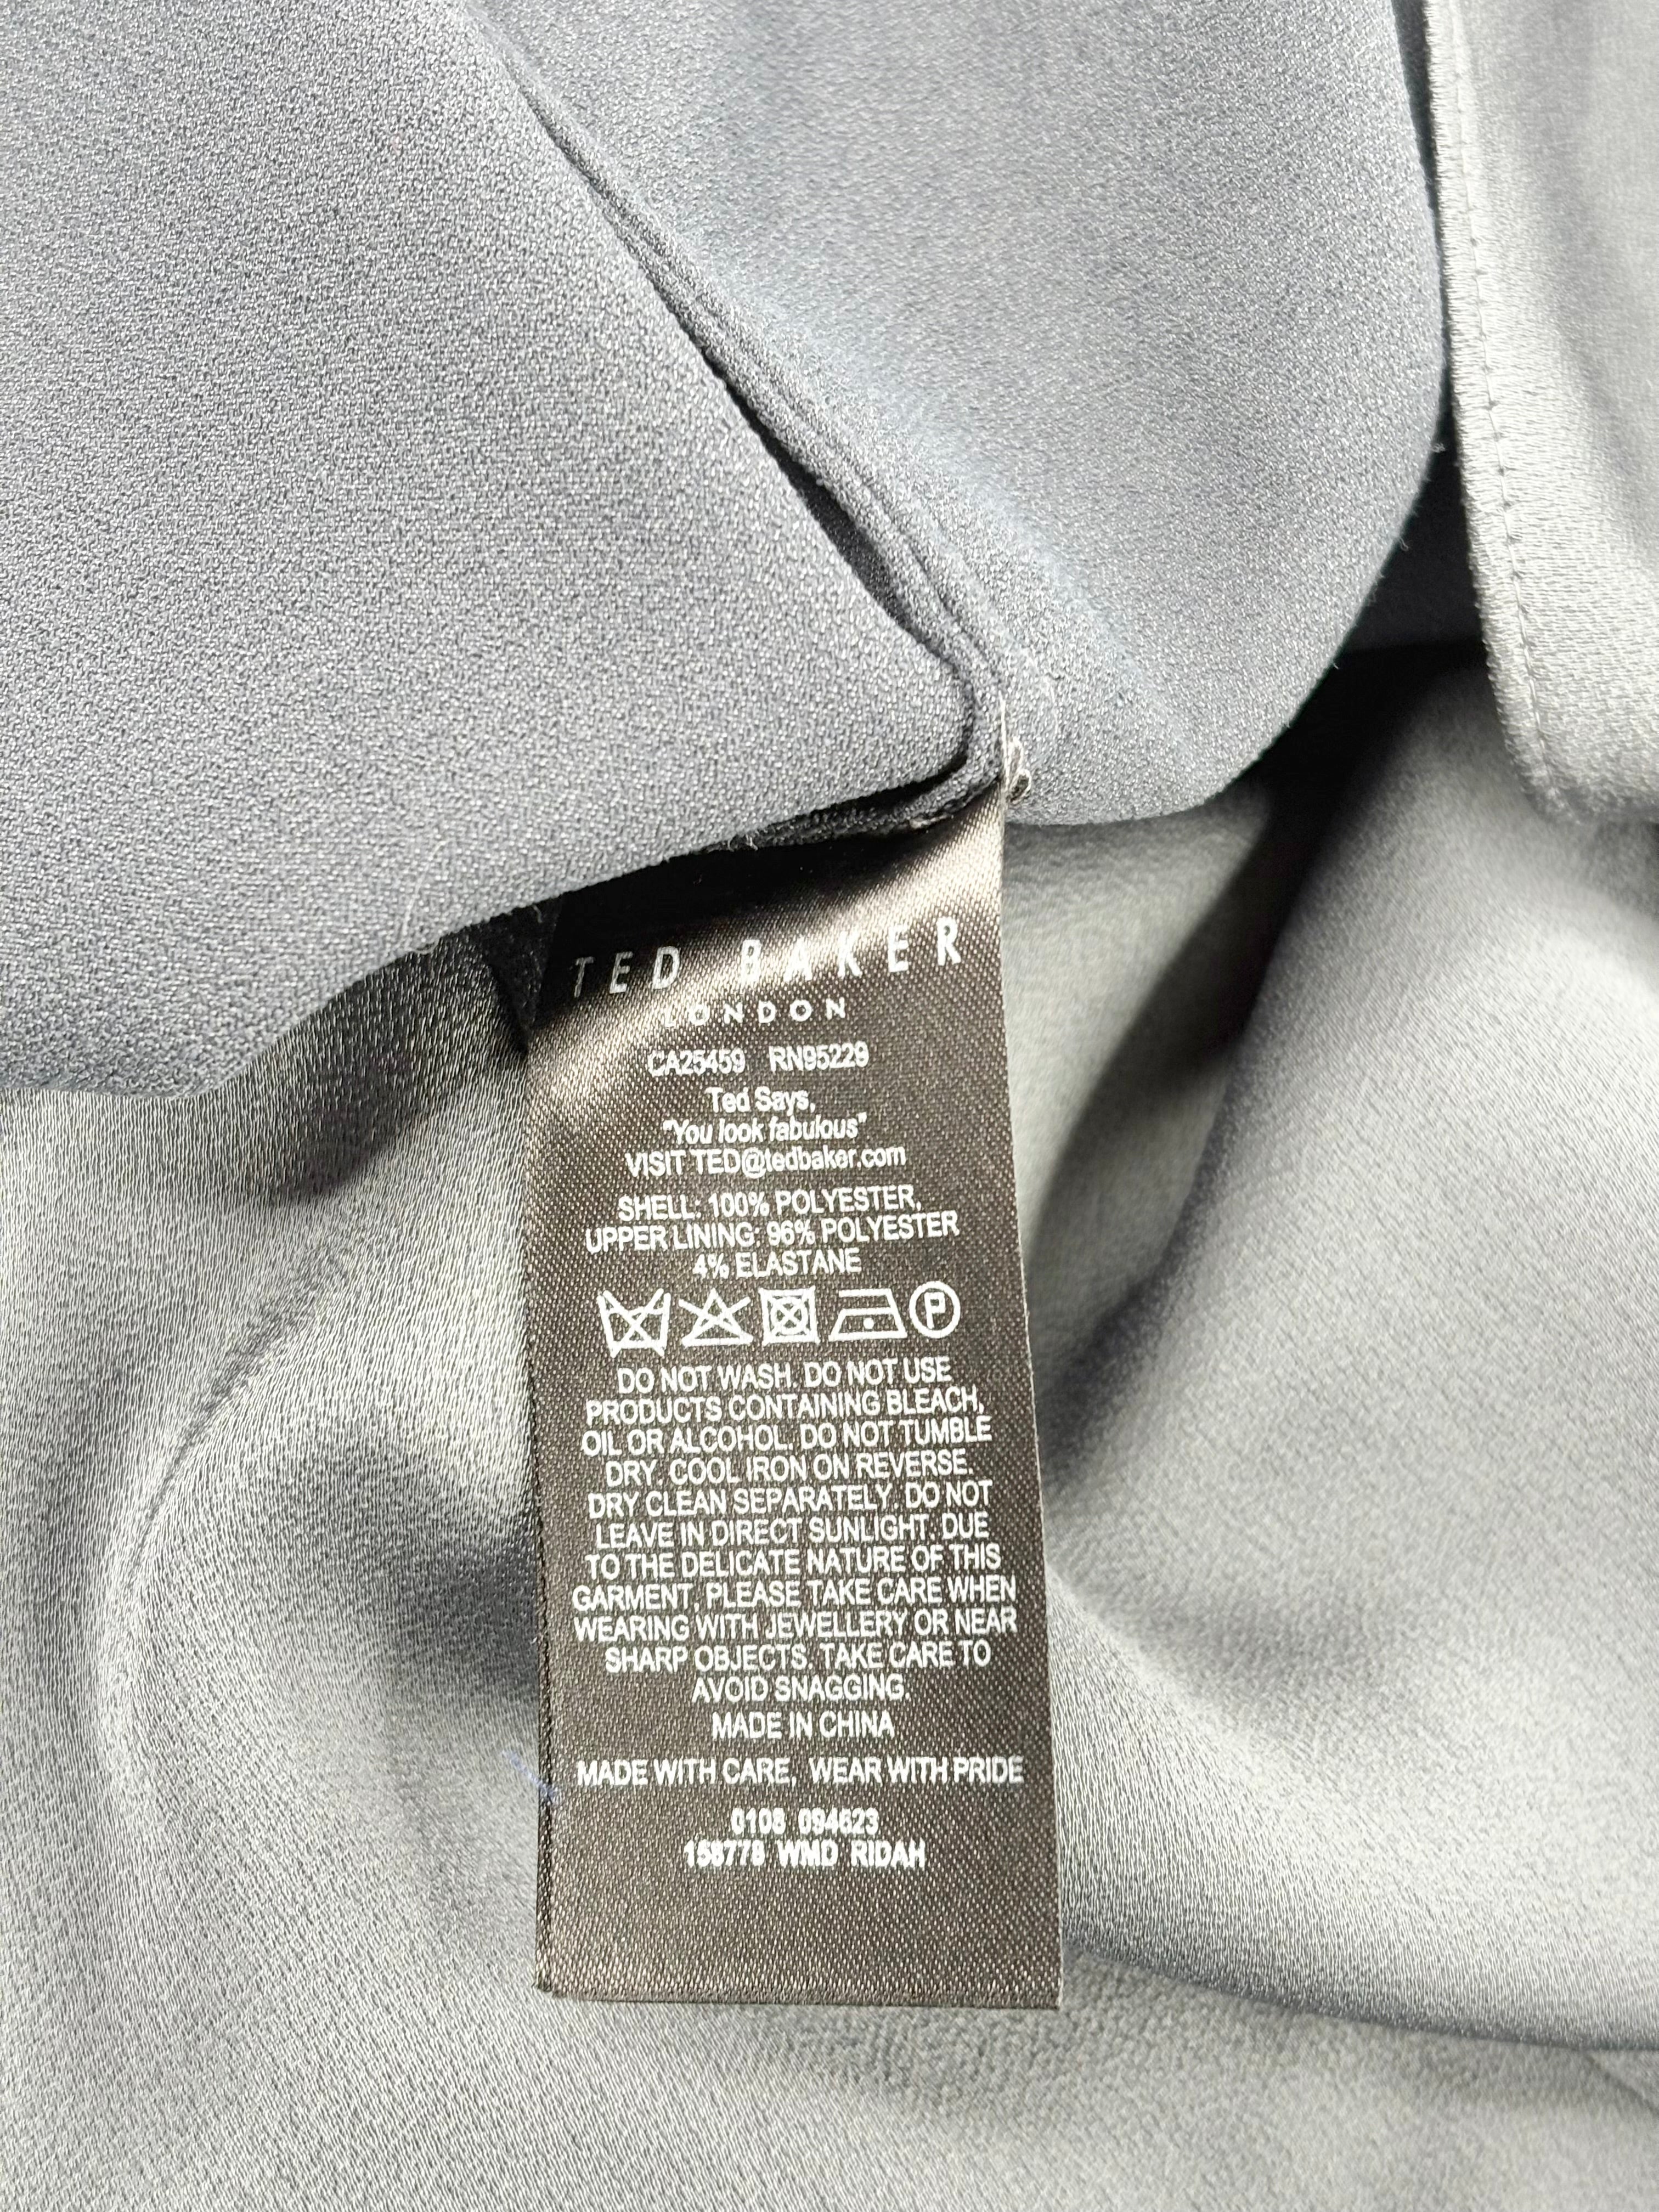 TED BAKER
LONDON
CA25459 RN95229
Ted Says,
"You look fabulous"
VISIT TED@tedbaker.com
SHELL: 100% POLYESTER,
UPPER LINING: 96% POLYESTER
4% ELASTANE
P
DO NOT WASH. DO NOT USE
PRODUCTS CONTAINING BLEACH,
OIL OR ALCOHOL. DO NOT TUMBLE
DRY. COOL IRON ON REVERSE.
DRY CLEAN SEPARATELY. DO NOT
LEAVE IN DIRECT SUNLIGHT. DUE
TO THE DELICATE NATURE OF THIS
GARMENT, PLEASE TAKE CARE WHEN
WEARING WITH JEWELLERY OR NEAR
SHARP OBJECTS. TAKE CARE TO
AVOID SNAGGING.
MADE IN CHINA
MADE WITH CARE, WEAR WITH PRIDE
0108 094623
158778 WMD RIDAH